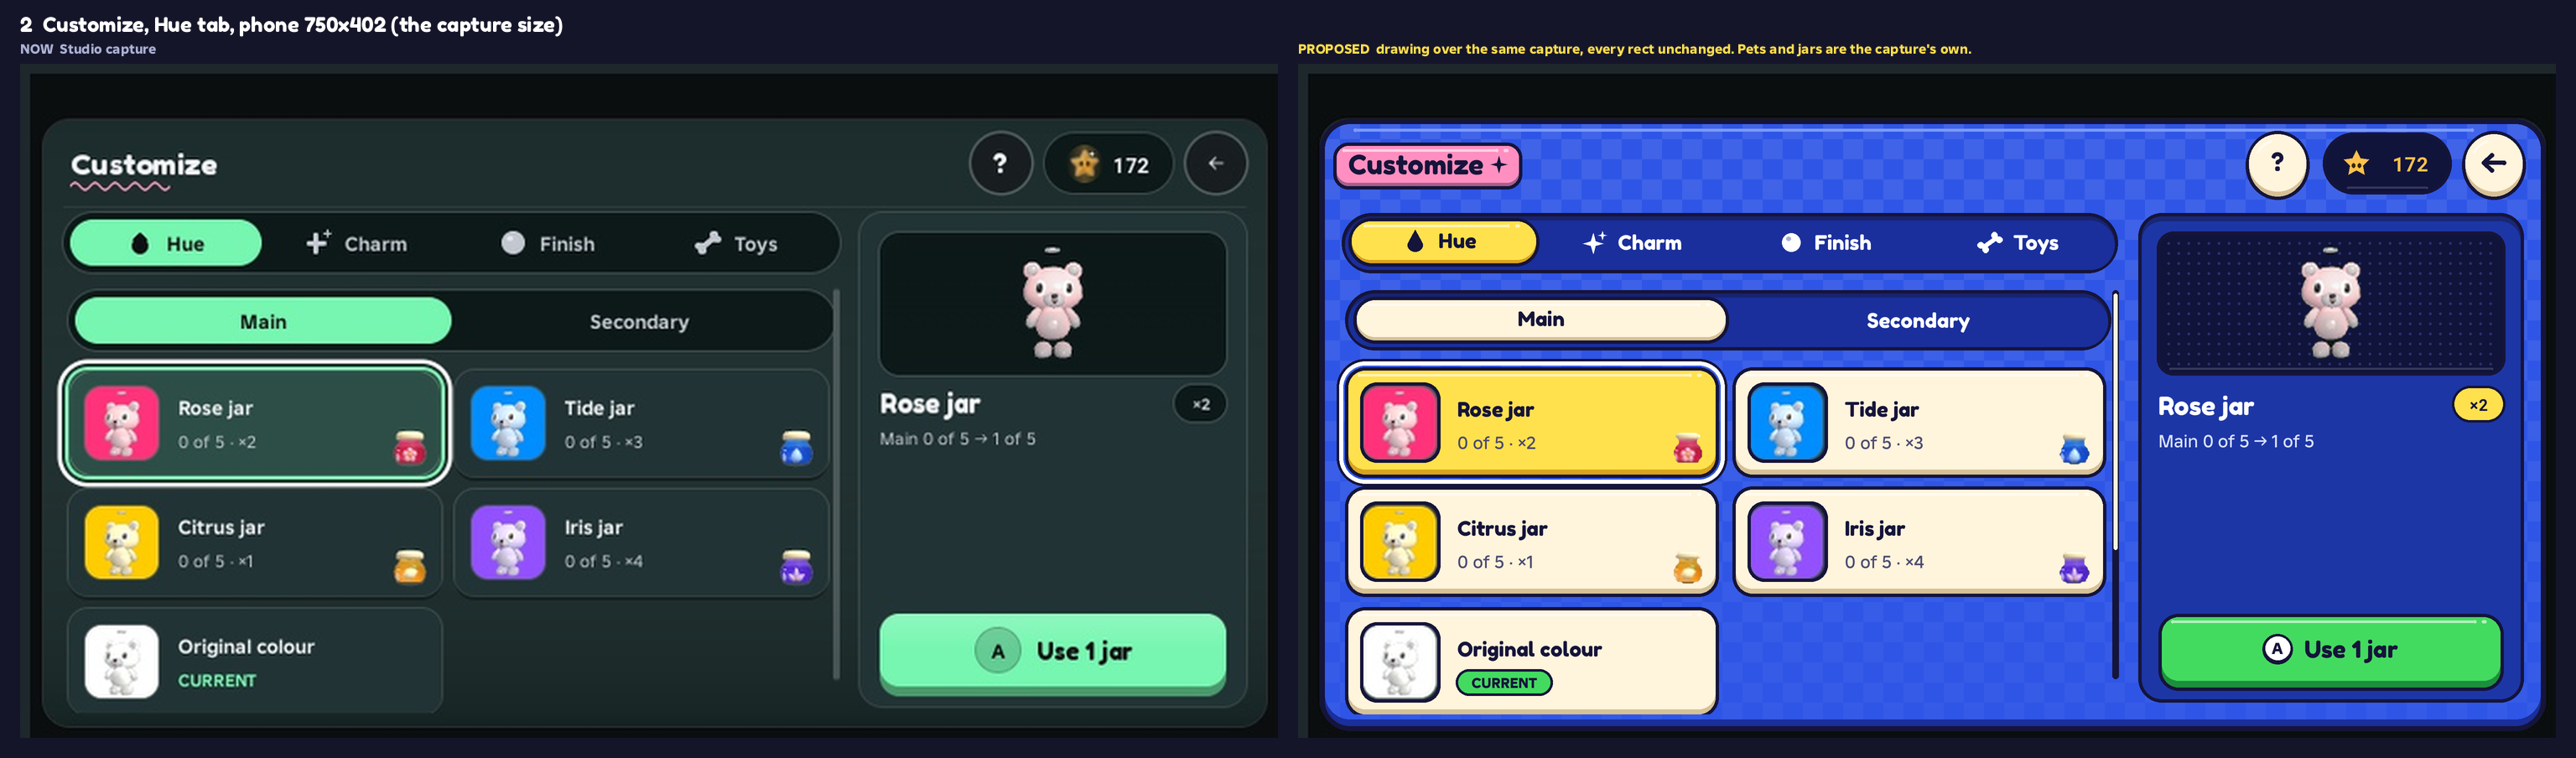 2 Customize, Hue tab, phone 750×402 (the capture size)
NOW Studio capture
Customize
?
172
Hue
Charm
Finish
Toys
Main
Secondary
Rose jar
0 of 5 · ×2
Tide jar
0 of 5 · ×3
Citrus jar
0 of 5 · ×1
Iris jar
0 of 5 · ×4
Original colour
CURRENT
Rose jar
×2
Main 0 of 5 → 1 of 5
A Use 1 jar
PROPOSED drawing over the same capture, every rect unchanged. Pets and jars are the capture's own.
Customize
?
172
Hue
Charm
Finish
Toys
Main
Secondary
Rose jar
0 of 5 · ×2
Tide jar
0 of 5 · ×3
Citrus jar
0 of 5 · ×1
Iris jar
0 of 5 · ×4
Original colour
CURRENT
Rose jar
×2
Main 0 of 5 → 1 of 5
A Use 1 jar